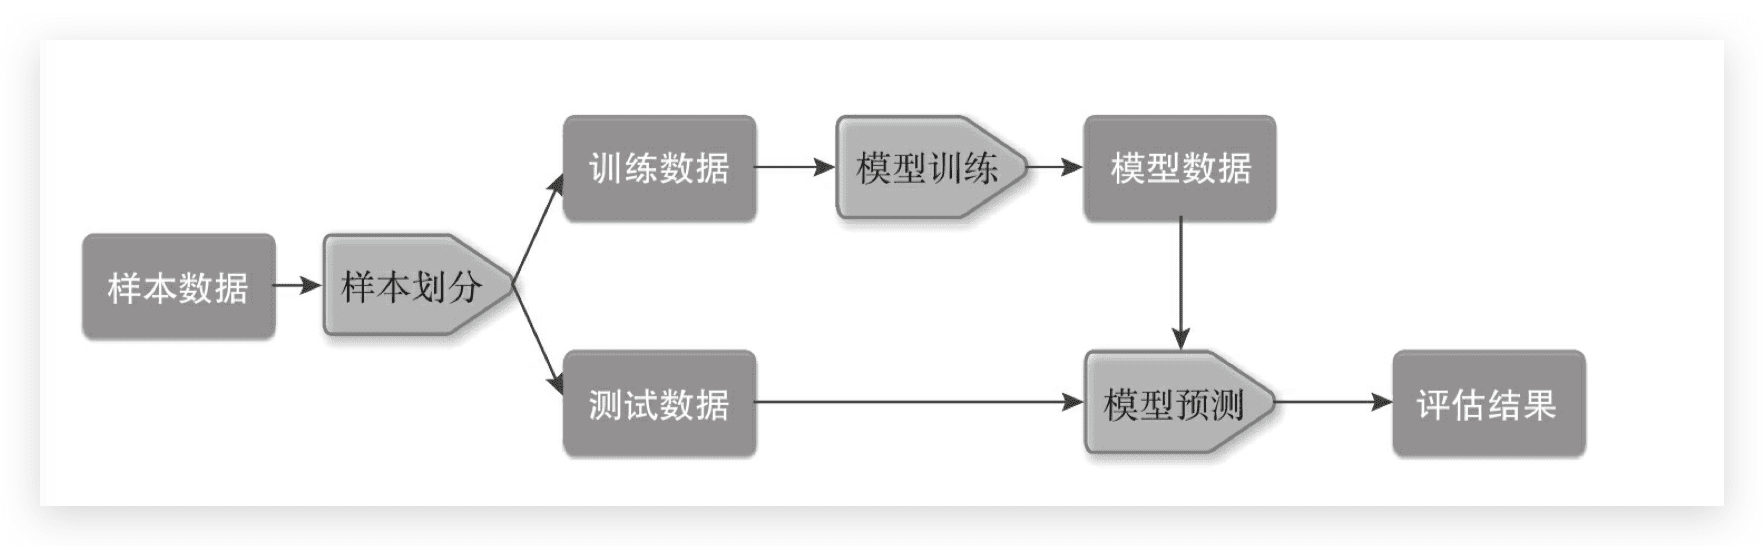 样本数据
样本划分
训练数据
模型训练
模型数据
测试数据
模型预测
评估结果